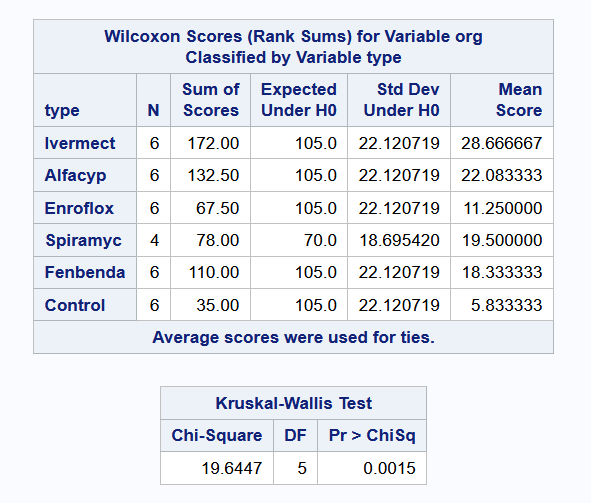 Wilcoxon Scores (Rank Sums) for Variable org
Classified by Variable type
type N Sum of Scores Expected Under H0 Std Dev Under H0 Mean Score
Ivermect 6 172.00 105.0 22.120719 28.666667
Alfacyp 6 132.50 105.0 22.120719 22.083333
Enroflox 6 67.50 105.0 22.120719 11.250000
Spiramyc 4 78.00 70.0 18.695420 19.500000
Fenbenda 6 110.00 105.0 22.120719 18.333333
Control 6 35.00 105.0 22.120719 5.833333
Average scores were used for ties.
Kruskal-Wallis Test
Chi-Square DF Pr > ChiSq
19.6447 5 0.0015